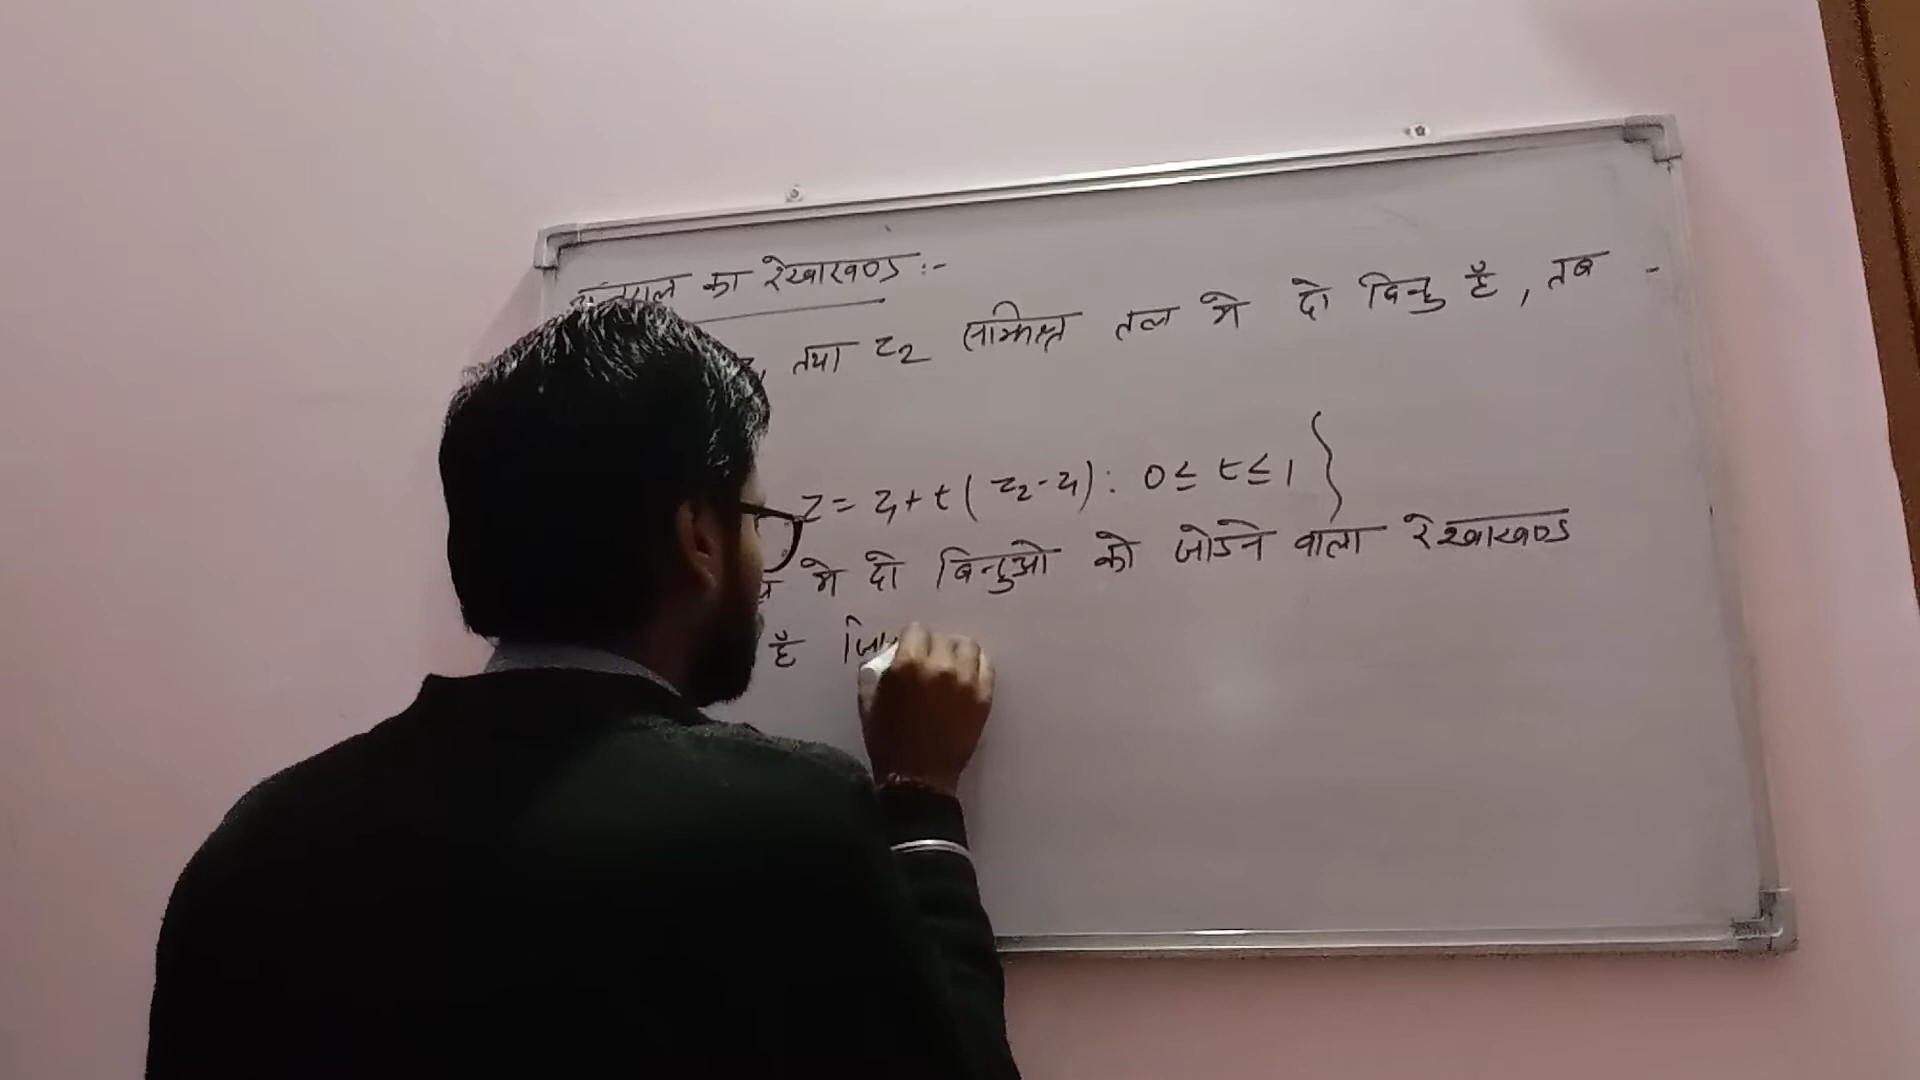 का रेखाखण्ड :-
तथा z₂ सम्मिश्र तल मे दो बिन्दु हैं , तब -
z = z₁ + t ( z₂ - z₁ ) : 0 ≤ t ≤ 1 }
मे दो बिन्दुओ को जोडने वाला रेखाखण्ड
हैं